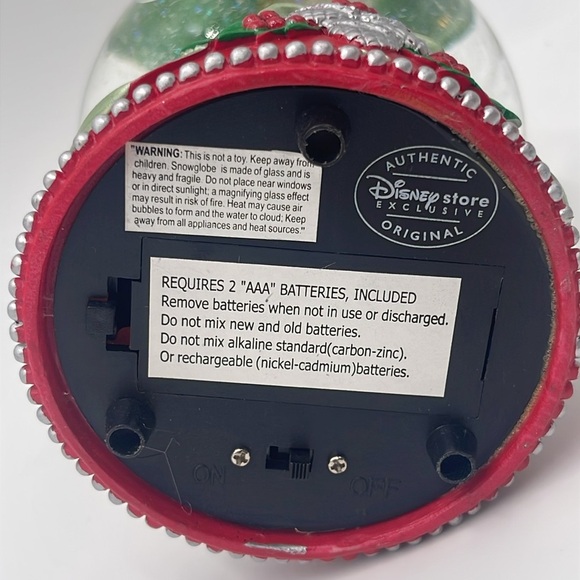 "WARNING: This is not a toy. Keep away from
children. Snowglobe is made of glass and is
heavy and fragile. Do not place near windows
or in direct sunlight; a magnifying glass effect
may result in risk of fire. Heat may cause air
bubbles to form and the water to cloud; Keep
away from all appliances and heat sources."
AUTHENTIC
Disney store
EXCLUSIVE
ORIGINAL
REQUIRES 2 "AAA" BATTERIES, INCLUDED
Remove batteries when not in use or discharged.
Do not mix new and old batteries.
Do not mix alkaline standard(carbon-zinc).
Or rechargeable (nickel-cadmium)batteries.
ON OFF